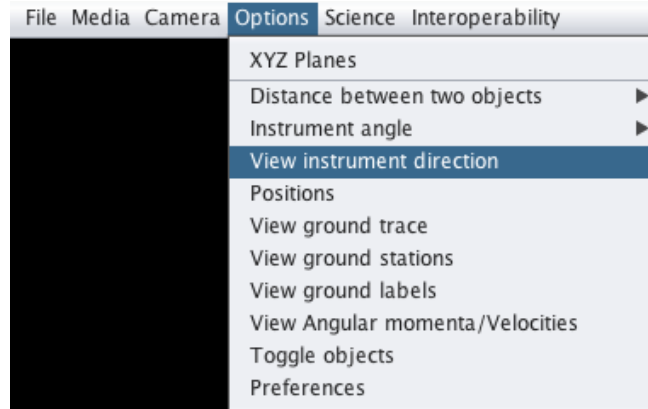 File Media Camera Options Science Interoperability
XYZ Planes
Distance between two objects
Instrument angle
View instrument direction
Positions
View ground trace
View ground stations
View ground labels
View Angular momenta/Velocities
Toggle objects
Preferences